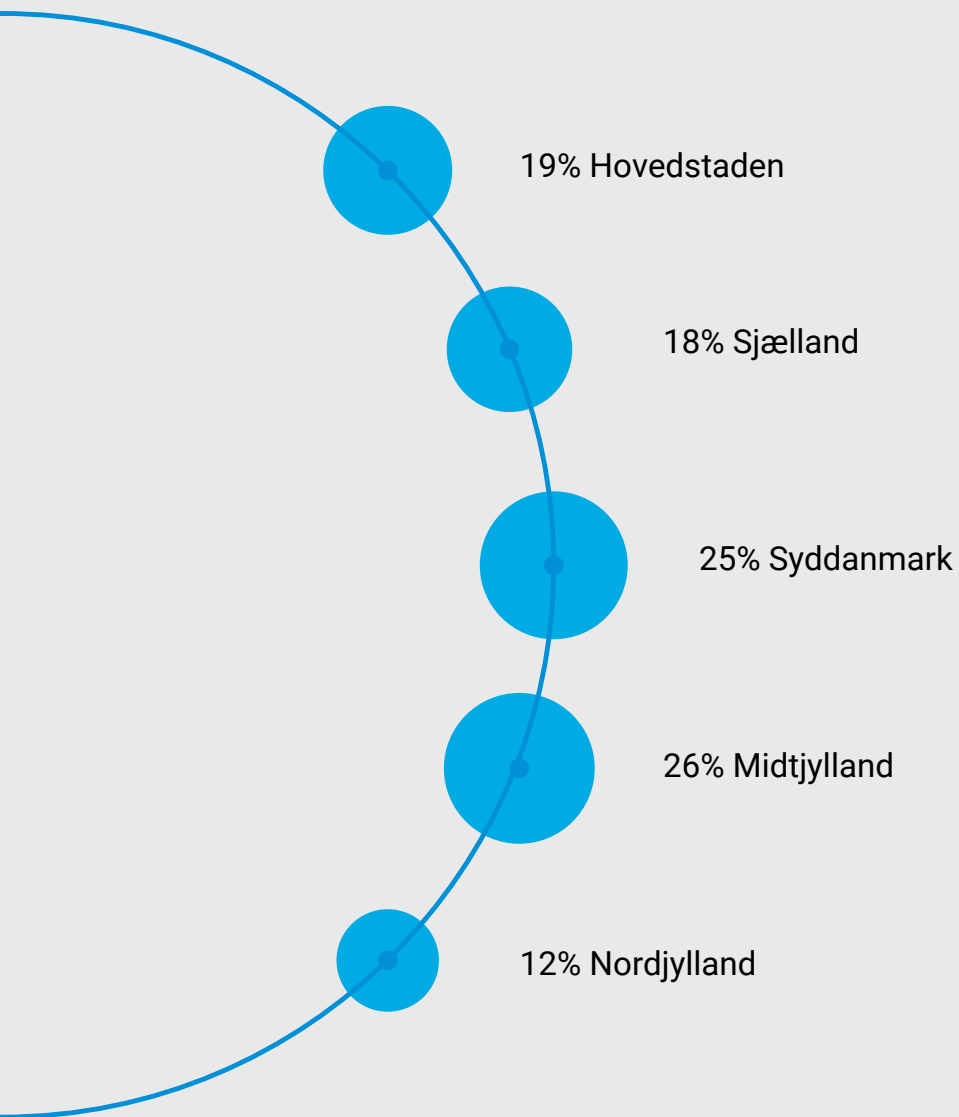 19% Hovedstaden
18% Sjælland
25% Syddanmark
26% Midtjylland
12% Nordjylland